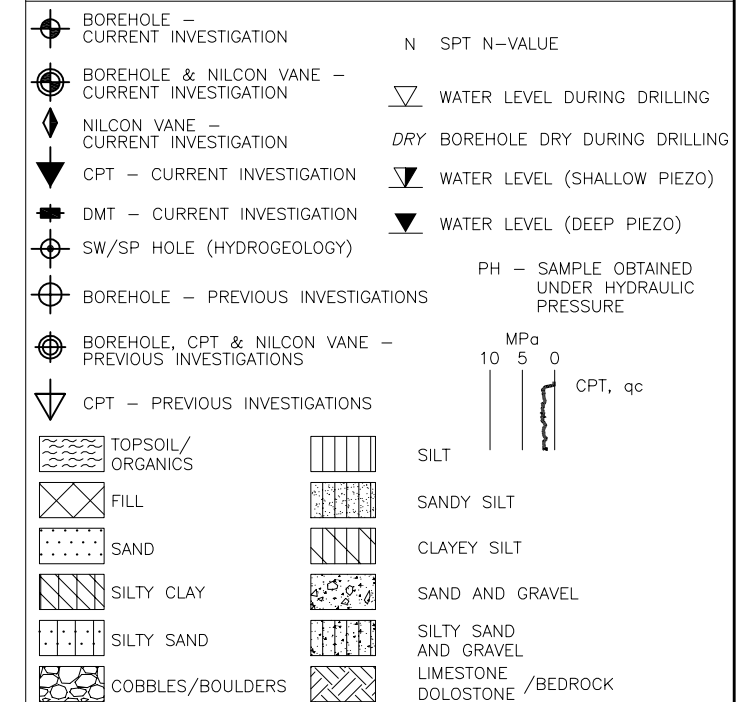 BOREHOLE –
CURRENT INVESTIGATION
BOREHOLE & NILCON VANE –
CURRENT INVESTIGATION
NILCON VANE –
CURRENT INVESTIGATION
CPT – CURRENT INVESTIGATION
DMT – CURRENT INVESTIGATION
SW/SP HOLE (HYDROGEOLOGY)
BOREHOLE – PREVIOUS INVESTIGATIONS
BOREHOLE, CPT & NILCON VANE –
PREVIOUS INVESTIGATIONS
CPT – PREVIOUS INVESTIGATIONS
N SPT N-VALUE
WATER LEVEL DURING DRILLING
DRY BOREHOLE DRY DURING DRILLING
WATER LEVEL (SHALLOW PIEZO)
WATER LEVEL (DEEP PIEZO)
PH – SAMPLE OBTAINED
UNDER HYDRAULIC
PRESSURE
MPa
10 5 0
CPT, qc
TOPSOIL/
ORGANICS
FILL
SAND
SILTY CLAY
SILTY SAND
COBBLES/BOULDERS
SILT
SANDY SILT
CLAYEY SILT
SAND AND GRAVEL
SILTY SAND
AND GRAVEL
LIMESTONE
DOLOSTONE /BEDROCK